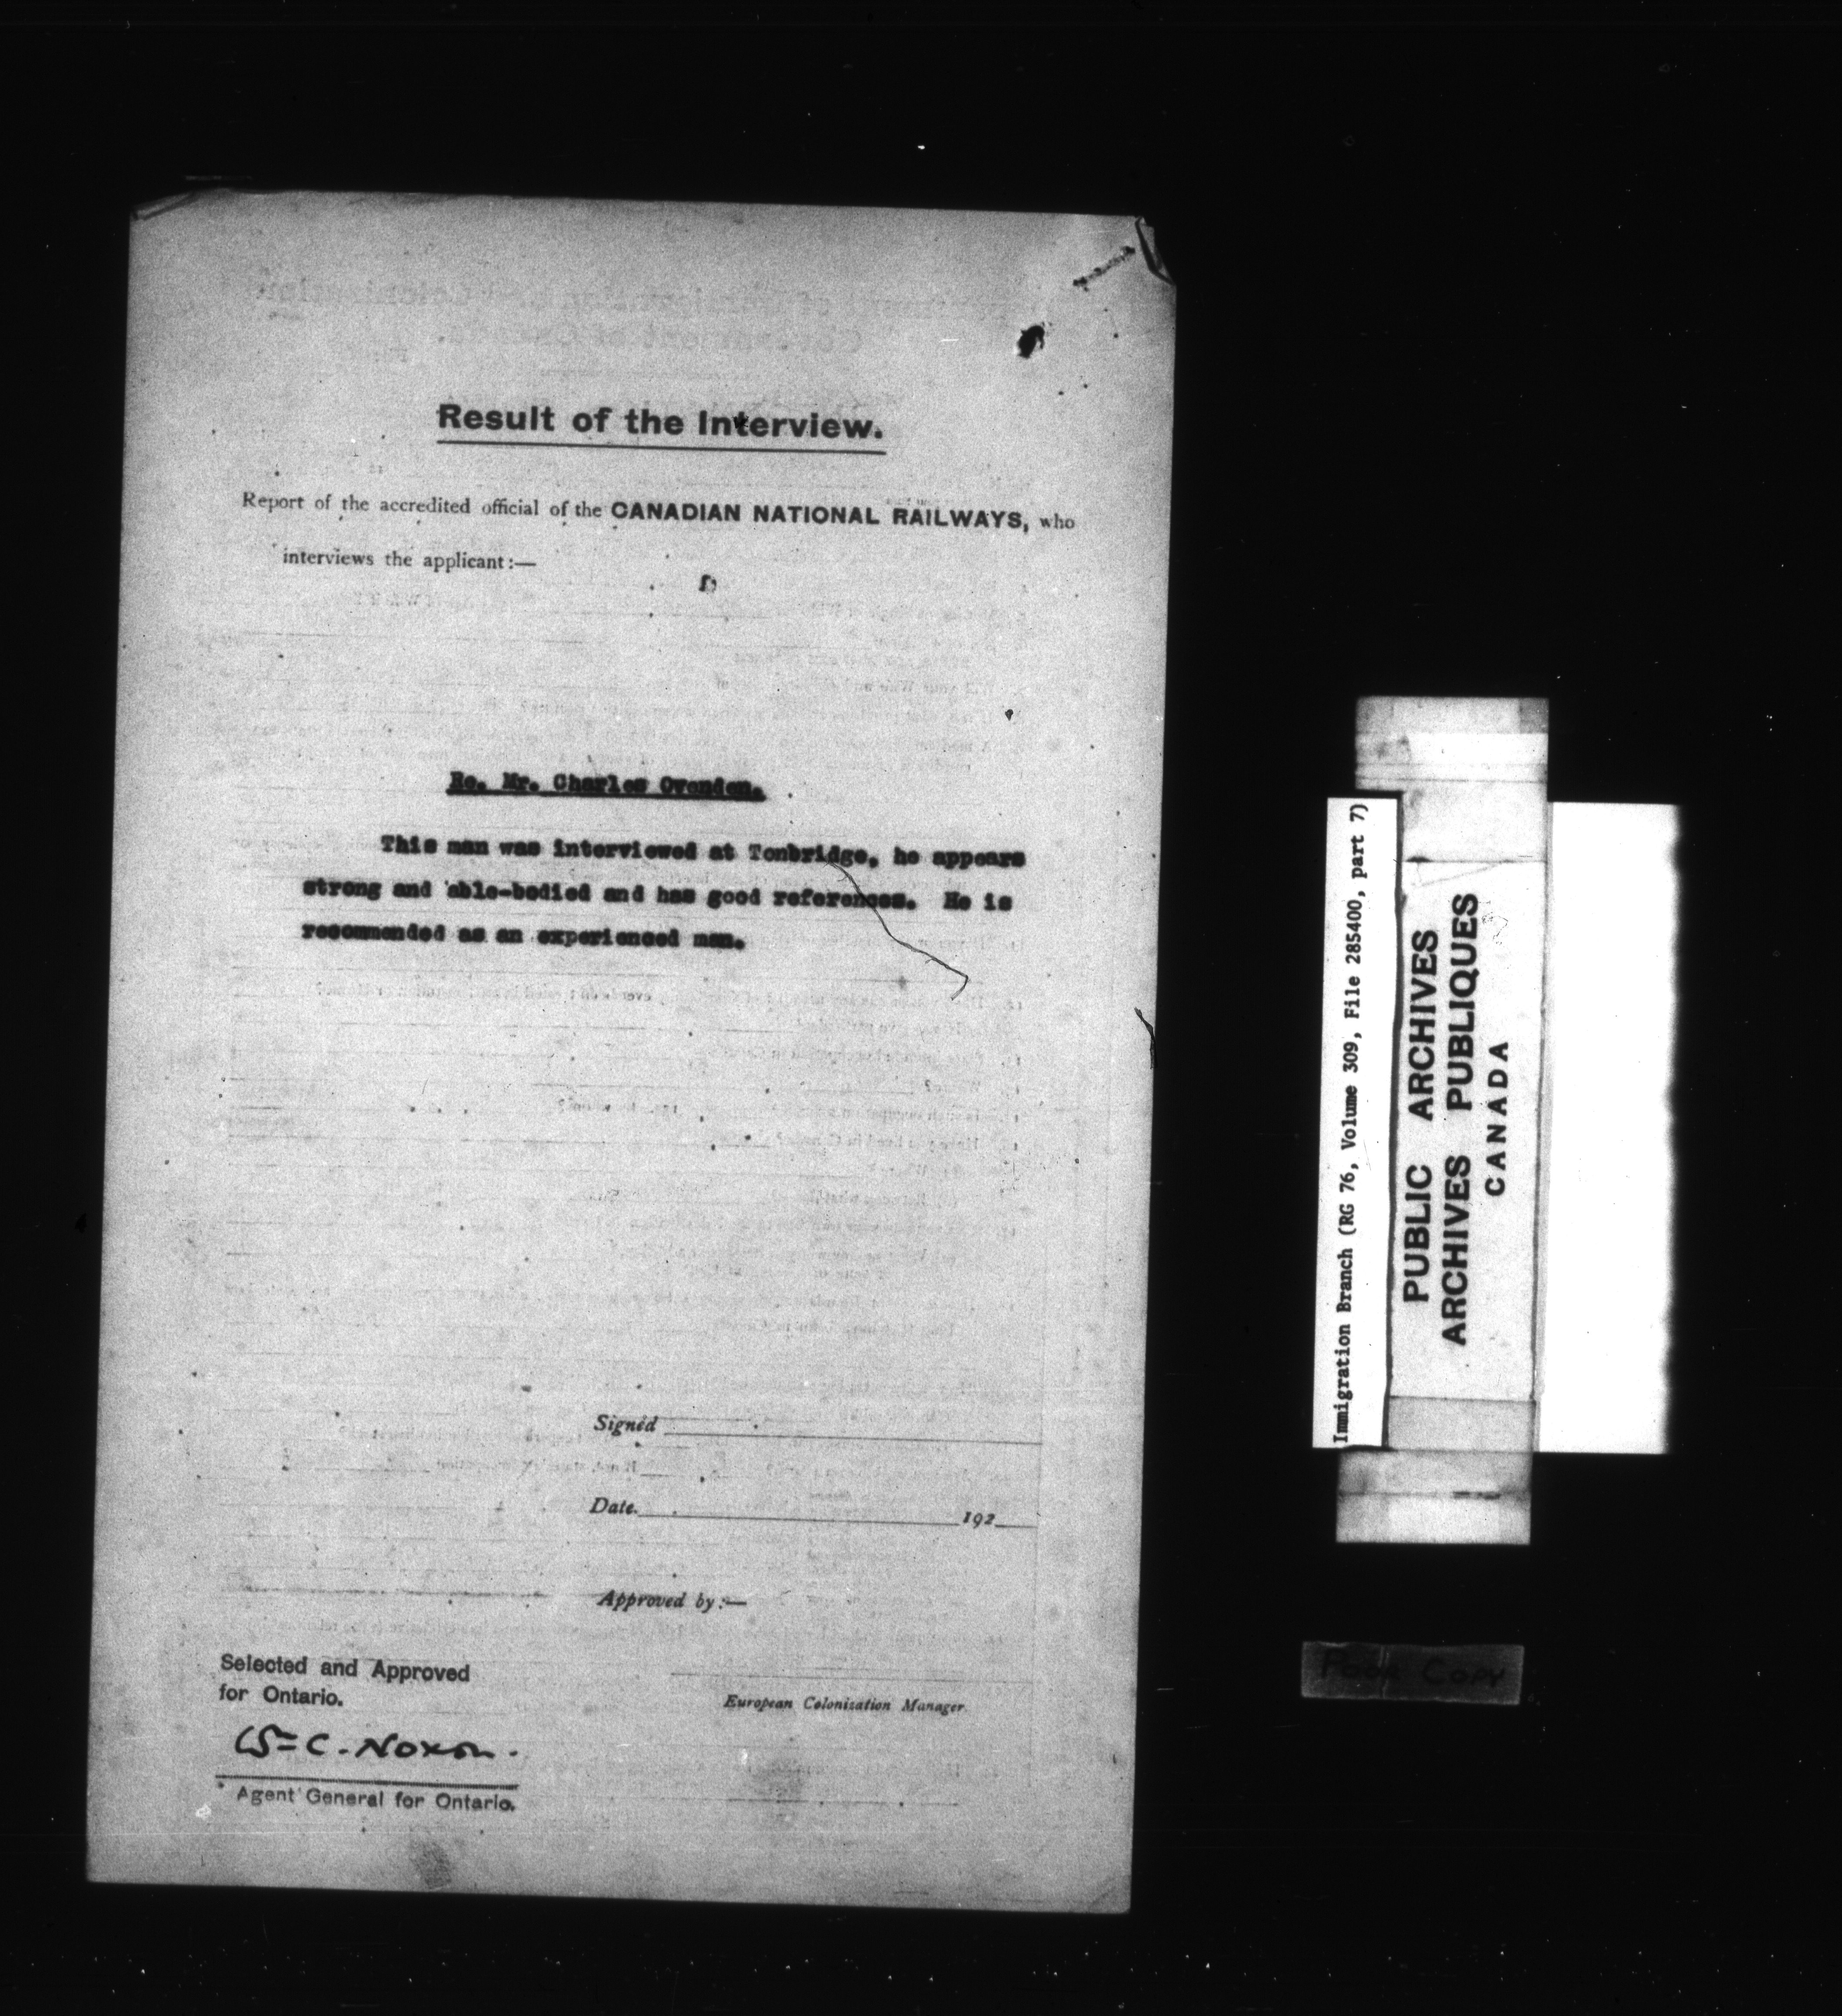 Result of the Interview.
Report of the accredited official of the CANADIAN NATIONAL RAILWAYS, who
interviews the applicant :—
Re. Mr. Charles Ovenden.
This man was interviewed at Tonbridge, he appears
strong and able-bodied and has good references. He is
recommended as an experienced man.
Signed
Date. 192
Approved by :—
Selected and Approved
for Ontario.
European Colonization Manager.
Wm C. Noxon.
Agent General for Ontario.
Immigration Branch (RG 76, Volume 309, File 285400, part 7)
PUBLIC ARCHIVES
ARCHIVES PUBLIQUES
CANADA
Poor Copy